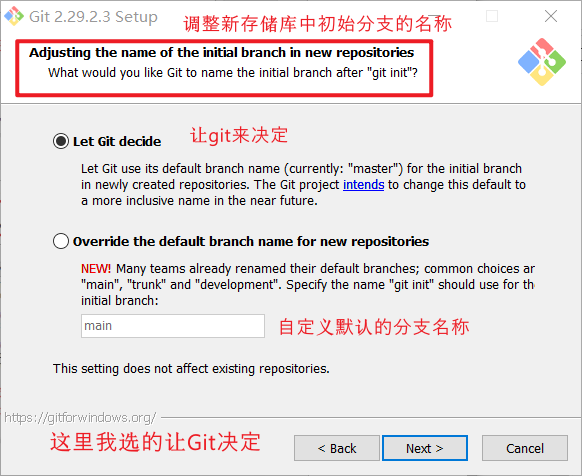 Git 2.29.2.3 Setup
调整新存储库中初始分支的名称
Adjusting the name of the initial branch in new repositories
What would you like Git to name the initial branch after "git init"?
Let Git decide
让git来决定
Let Git use its default branch name (currently: "master") for the initial branch
in newly created repositories. The Git project intends to change this default to
a more inclusive name in the near future.
Override the default branch name for new repositories
NEW! Many teams already renamed their default branches; common choices ar
"main", "trunk" and "development". Specify the name "git init" should use for the
initial branch:
main
自定义默认的分支名称
This setting does not affect existing repositories.
https://gitforwindows.org/
这里我选的让Git决定
< Back
Next >
Cancel